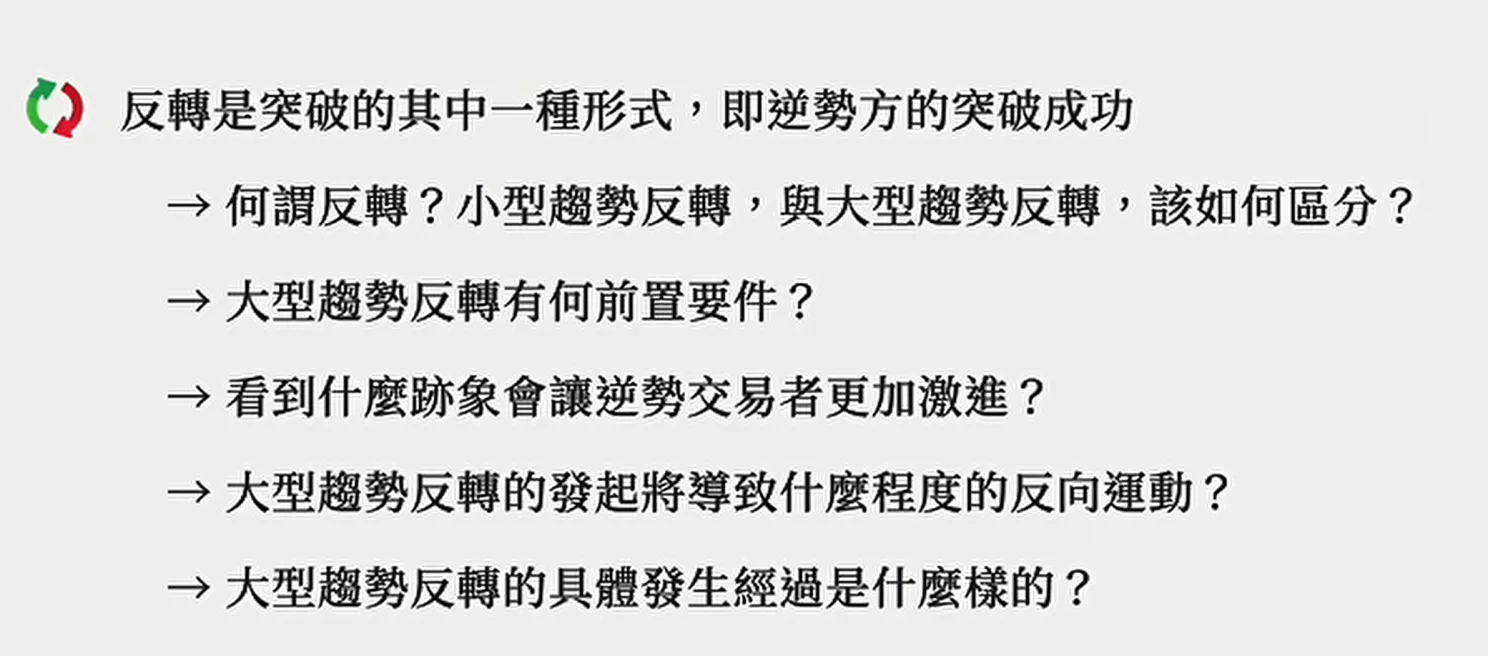 反轉是突破的其中一種形式，即逆勢方的突破成功
→ 何謂反轉？小型趨勢反轉，與大型趨勢反轉，該如何區分？
→ 大型趨勢反轉有何前置要件？
→ 看到什麼跡象會讓逆勢交易者更加激進？
→ 大型趨勢反轉的發起將導致什麼程度的反向運動？
→ 大型趨勢反轉的具體發生經過是什麼樣的？